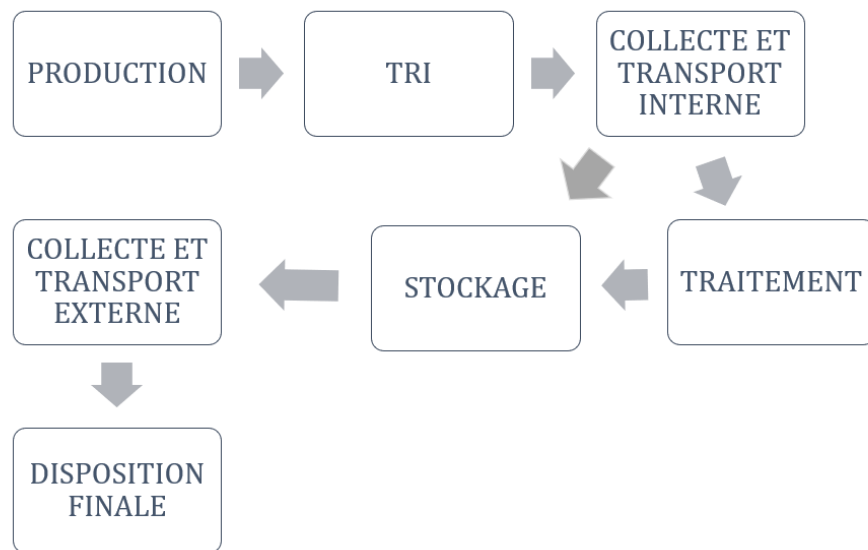 PRODUCTION
TRI
COLLECTE ET
TRANSPORT
INTERNE
TRAITEMENT
STOCKAGE
COLLECTE ET
TRANSPORT
EXTERNE
DISPOSITION
FINALE